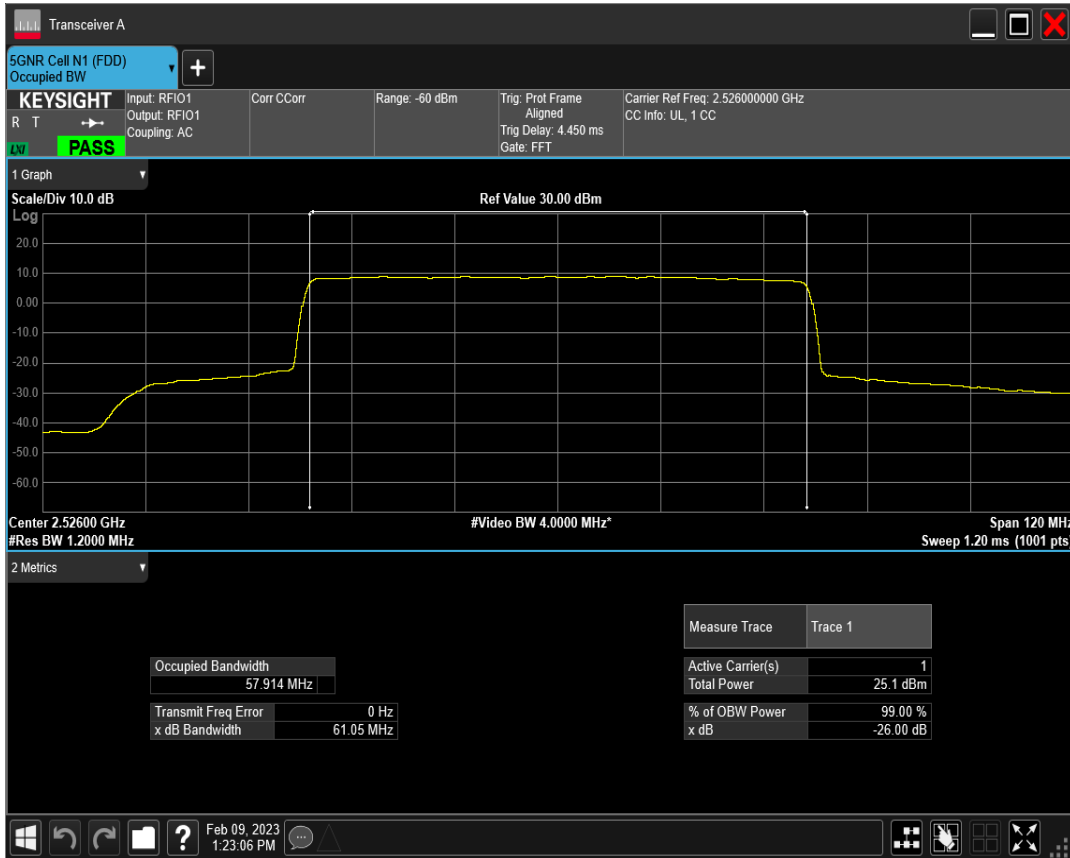 Transceiver A
5GNR Cell N1 (FDD)
Occupied BW
KEYSIGHT
R T
LXI
PASS
Input: RFIO1
Output: RFIO1
Coupling: AC
Corr CCorr
Range: -60 dBm
Trig: Prot Frame
Aligned
Trig Delay: 4.450 ms
Gate: FFT
Carrier Ref Freq: 2.526000000 GHz
CC Info: UL, 1 CC
1 Graph
Scale/Div 10.0 dB
Ref Value 30.00 dBm
Log
20.0
10.0
0.00
-10.0
-20.0
-30.0
-40.0
-50.0
-60.0
Center 2.52600 GHz
#Video BW 4.0000 MHz*
Span 120 MHz
#Res BW 1.2000 MHz
Sweep 1.20 ms (1001 pts)
2 Metrics
Measure Trace Trace 1
Occupied Bandwidth
57.914 MHz
Transmit Freq Error 0 Hz
x dB Bandwidth 61.05 MHz
Active Carrier(s) 1
Total Power 25.1 dBm
% of OBW Power 99.00 %
x dB -26.00 dB
?
Feb 09, 2023
1:23:06 PM